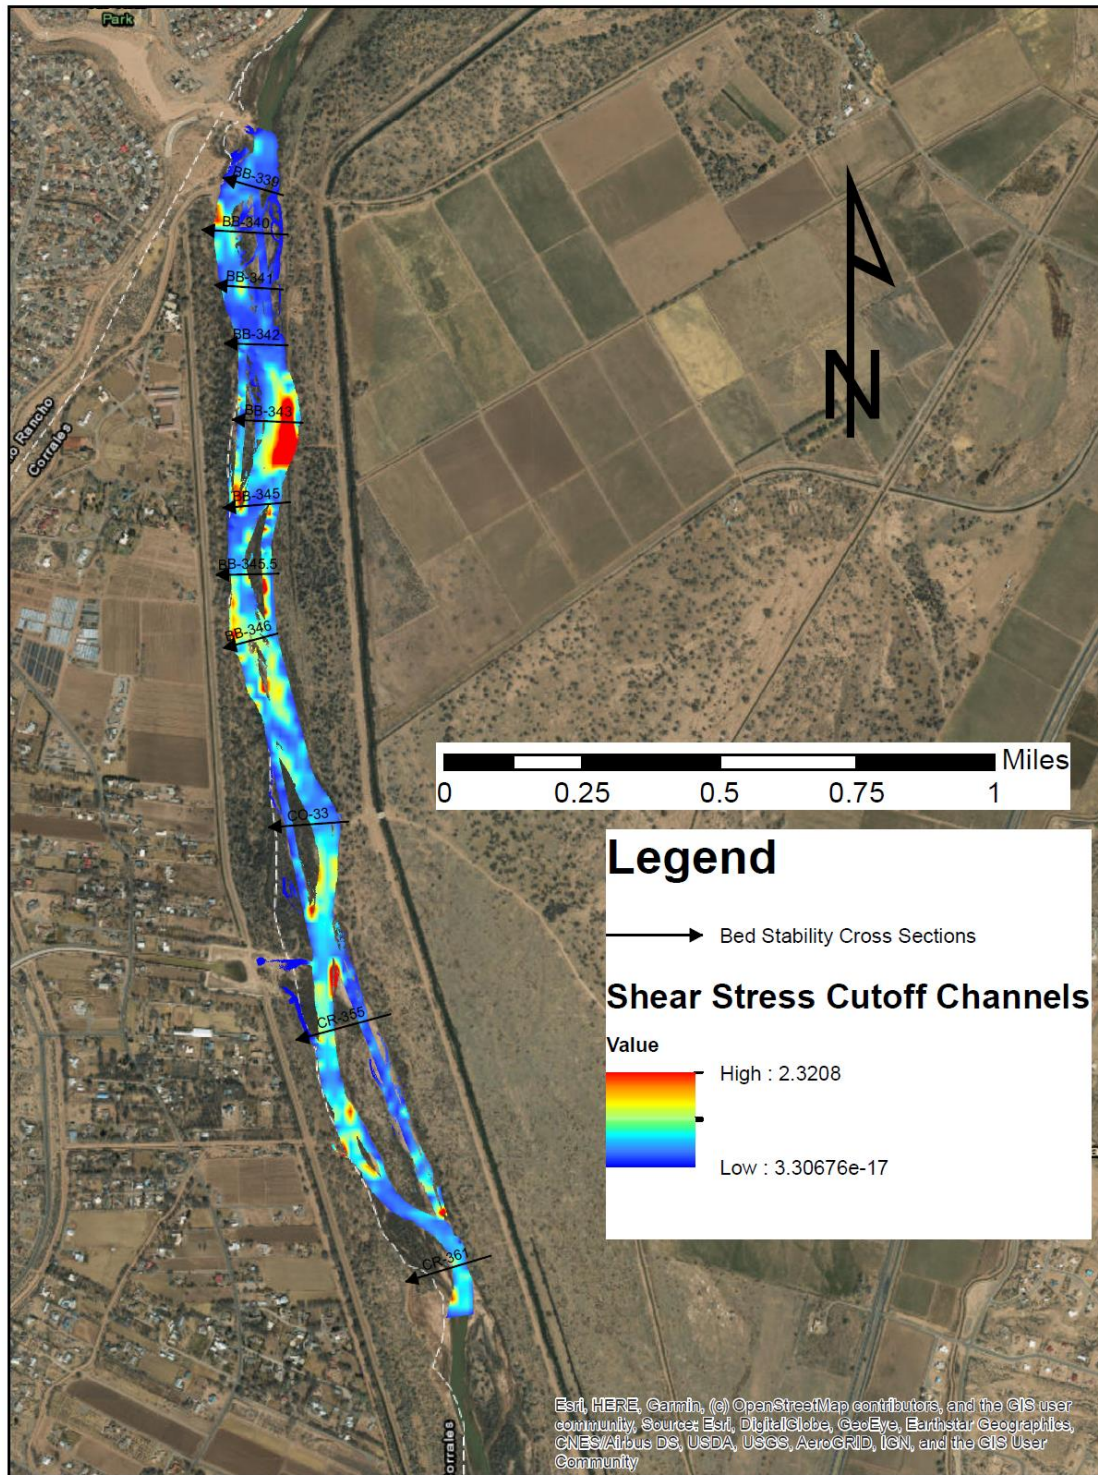 Park
BB-339
BB-340
BB-341
BB-342
BB-343
Rancho
Corrales
BB-345
BB-345.5
BB-346
N
Miles
0 0.25 0.5 0.75 1
CO-33
Legend
Bed Stability Cross Sections
Shear Stress Cutoff Channels
Value
High : 2.3208
Low : 3.30676e-17
CR-355
CR-361
Corrales
Esri, HERE, Garmin, (c) OpenStreetMap contributors, and the GIS user
community, Source: Esri, DigitalGlobe, GeoEye, Earthstar Geographics,
CNES/Airbus DS, USDA, USGS, AeroGRID, IGN, and the GIS User
Community